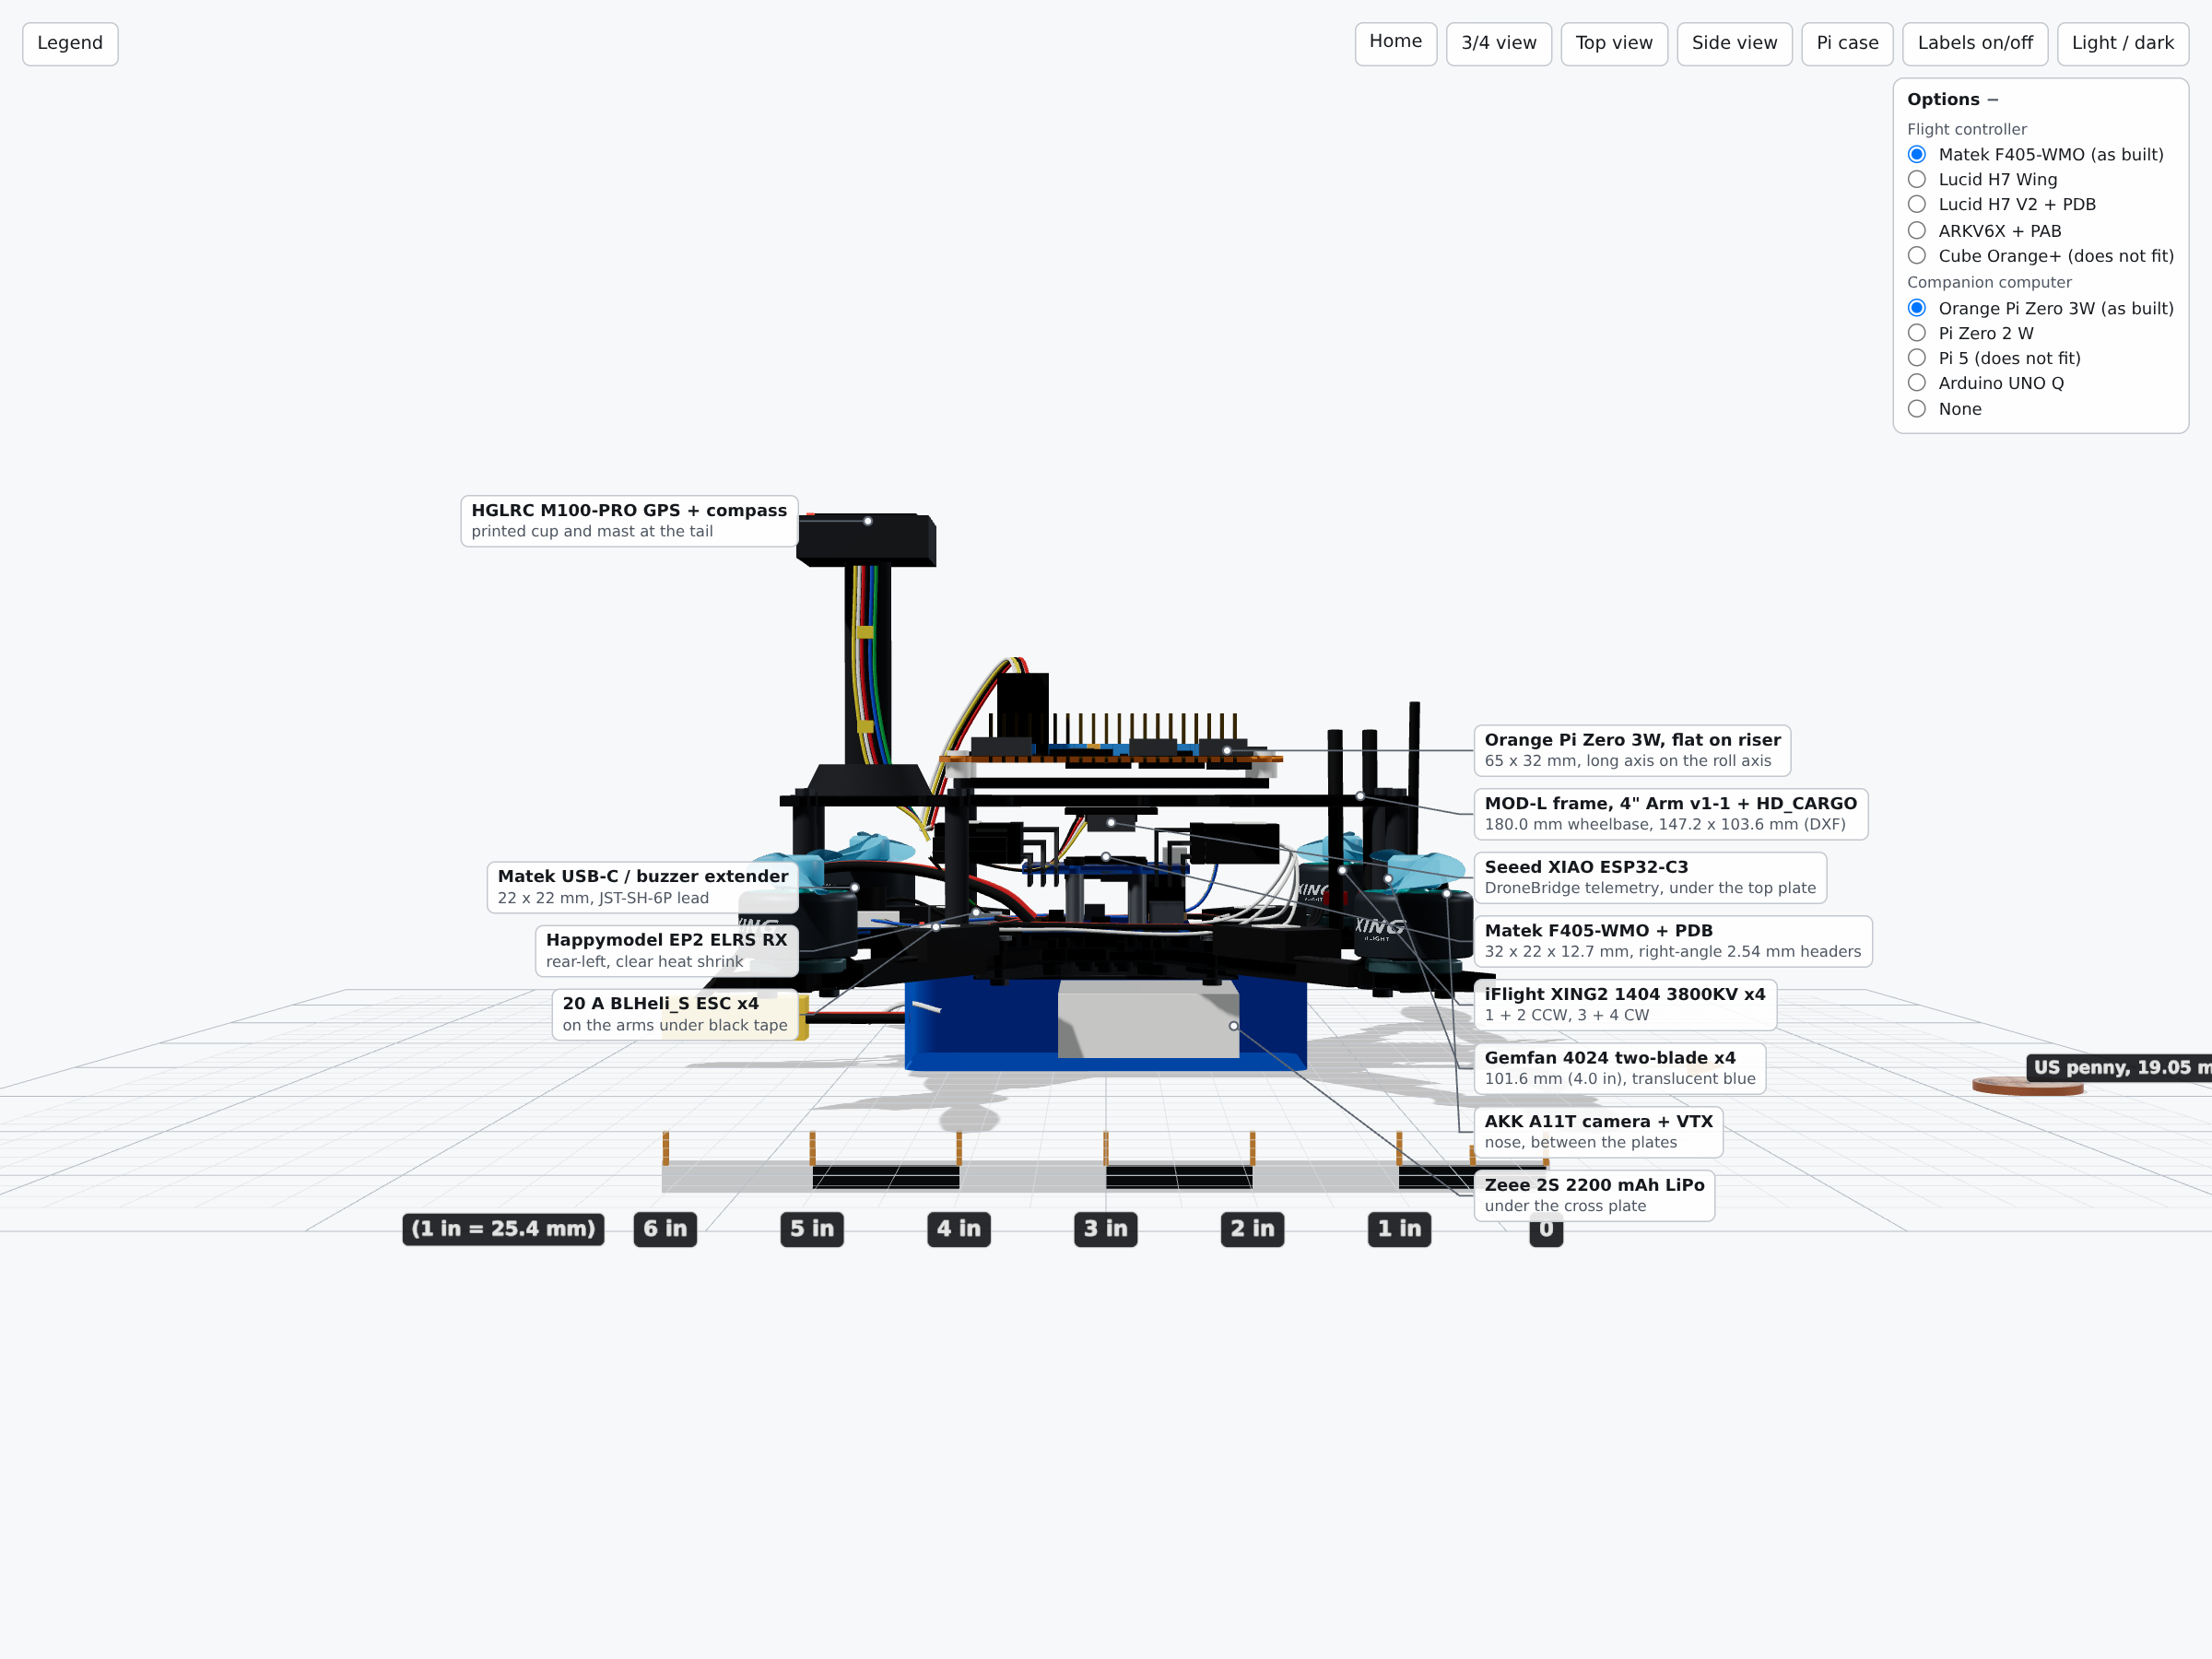 Legend
Home
3/4 view
Top view
Side view
Pi case
Labels on/off
Light / dark
Options −
Flight controller
Matek F405-WMO (as built)
Lucid H7 Wing
Lucid H7 V2 + PDB
ARKV6X + PAB
Cube Orange+ (does not fit)
Companion computer
Orange Pi Zero 3W (as built)
Pi Zero 2 W
Pi 5 (does not fit)
Arduino UNO Q
None
HGLRC M100-PRO GPS + compass
printed cup and mast at the tail
Matek USB-C / buzzer extender
22 x 22 mm, JST-SH-6P lead
Happymodel EP2 ELRS RX
rear-left, clear heat shrink
20 A BLHeli_S ESC x4
on the arms under black tape
Orange Pi Zero 3W, flat on riser
65 x 32 mm, long axis on the roll axis
MOD-L frame, 4" Arm v1-1 + HD_CARGO
180.0 mm wheelbase, 147.2 x 103.6 mm (DXF)
Seeed XIAO ESP32-C3
DroneBridge telemetry, under the top plate
Matek F405-WMO + PDB
32 x 22 x 12.7 mm, right-angle 2.54 mm headers
iFlight XING2 1404 3800KV x4
1 + 2 CCW, 3 + 4 CW
Gemfan 4024 two-blade x4
101.6 mm (4.0 in), translucent blue
AKK A11T camera + VTX
nose, between the plates
Zeee 2S 2200 mAh LiPo
under the cross plate
XING
US penny, 19.05 m
(1 in = 25.4 mm)
6 in
5 in
4 in
3 in
2 in
1 in
0